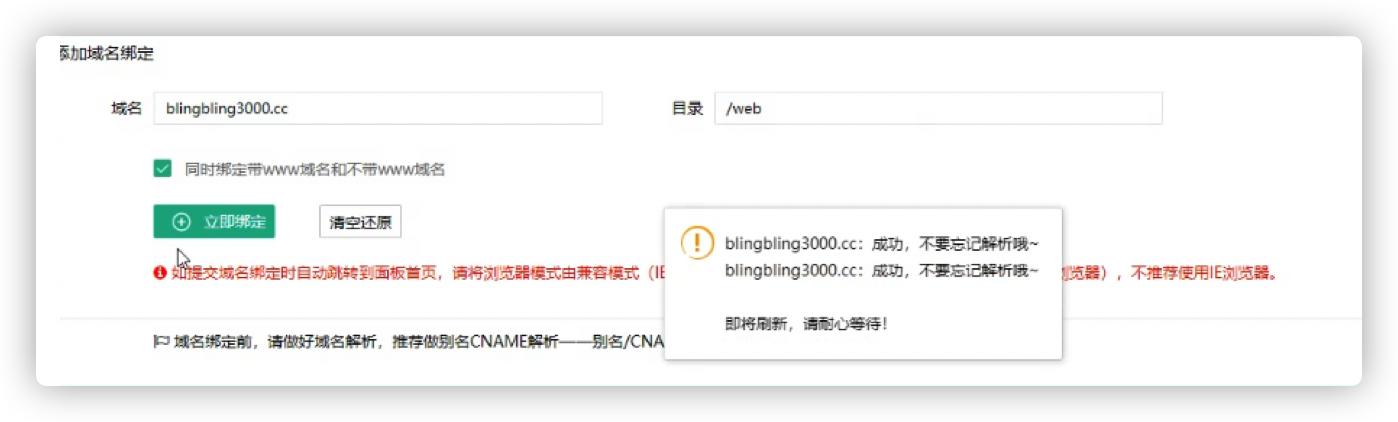 添加域名绑定
域名 blingbling3000.cc 目录 /web
同时绑定带www域名和不带www域名
立即绑定 清空还原
blingbling3000.cc：成功，不要忘记解析哦~
blingbling3000.cc：成功，不要忘记解析哦~
即将刷新，请耐心等待！
如提交域名绑定时自动跳转到面板首页，请将浏览器模式由兼容模式（IE 浏览器），不推荐使用IE浏览器。
域名绑定前，请做好域名解析，推荐做别名CNAME解析——别名/CNA